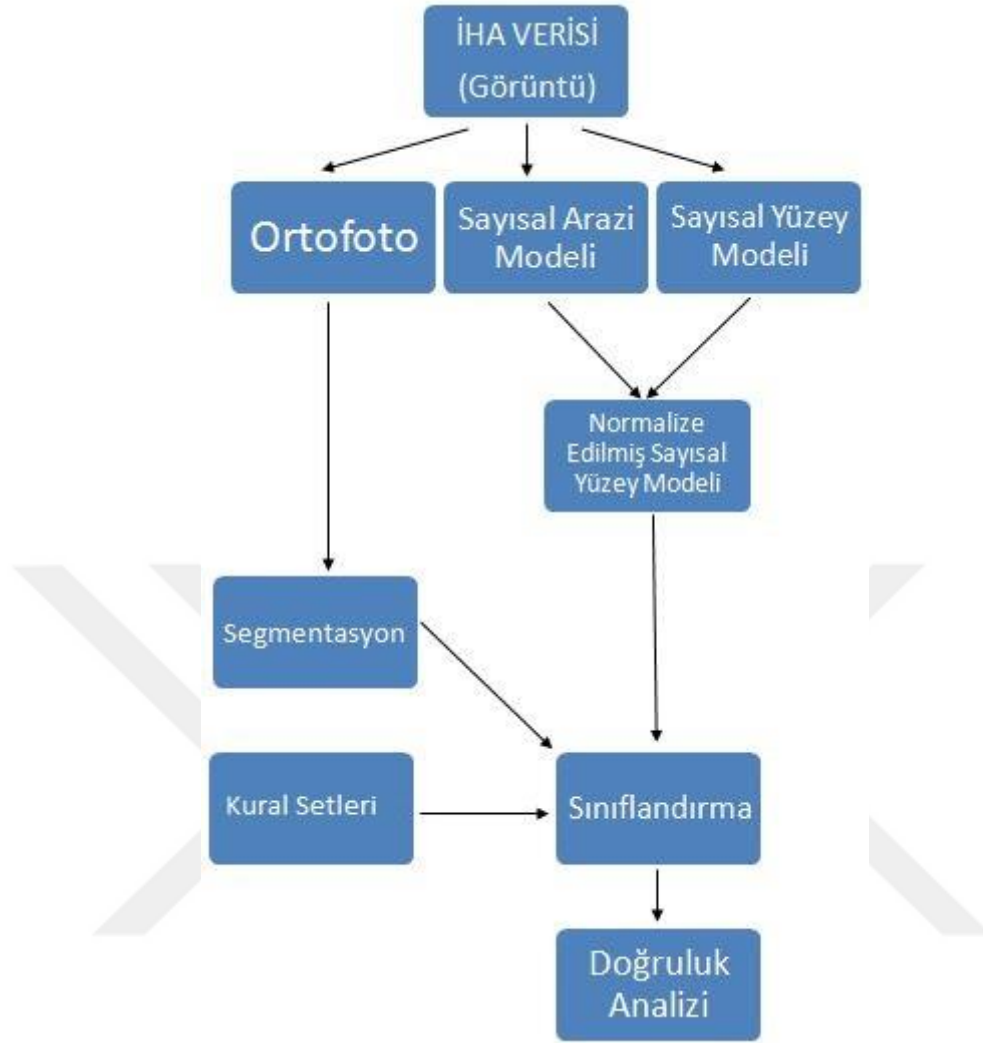 İHA VERİSİ
(Görüntü)
Ortofoto
Sayısal Arazi
Modeli
Sayısal Yüzey
Modeli
Normalize
Edilmiş Sayısal
Yüzey Modeli
Segmentasyon
Kural Setleri
Sınıflandırma
Doğruluk
Analizi